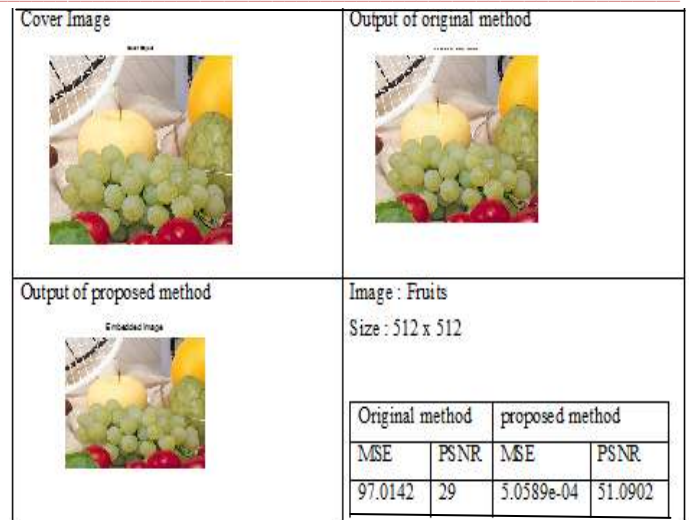 Cover Image
Output of original method
Output of proposed method
Embedded Image
Image : Fruits
Size : 512 x 512
Original method proposed method
MSE PSNR MSE PSNR
97.0142 29 5.0589e-04 51.0902